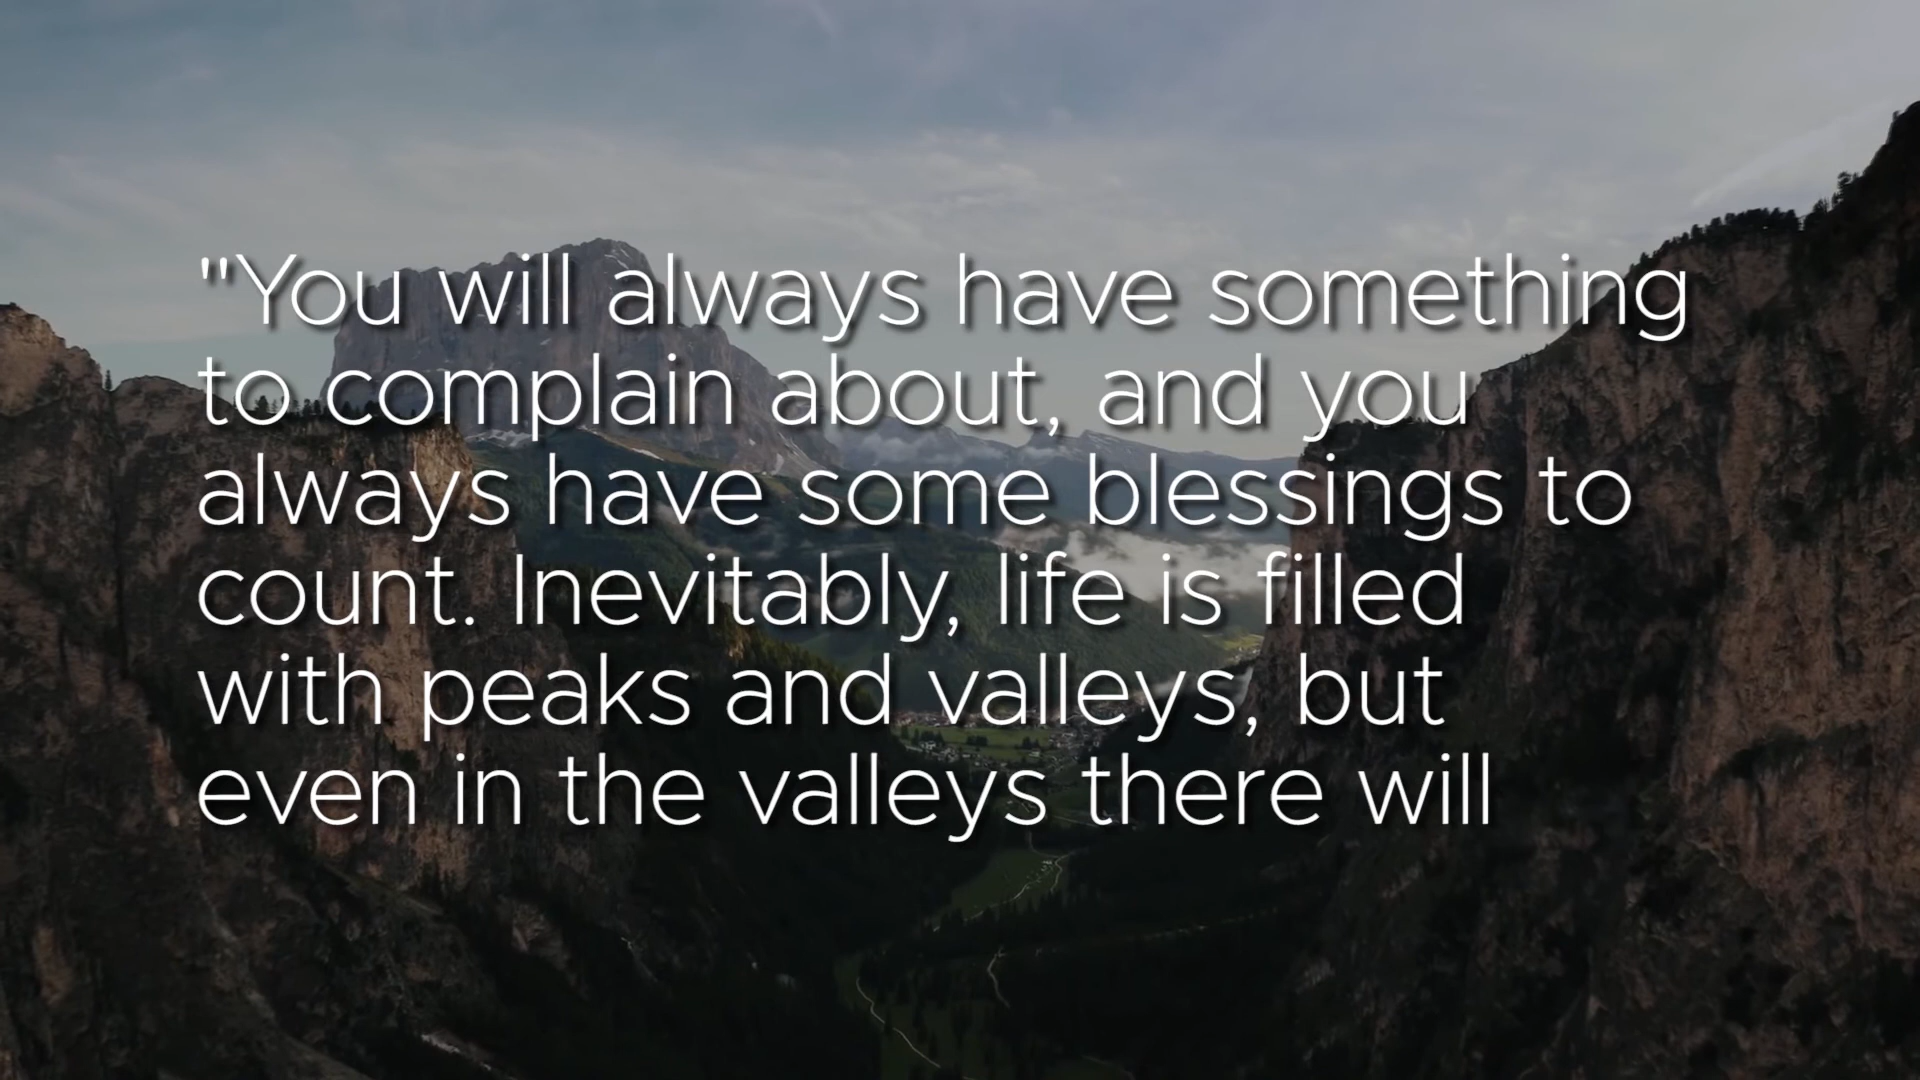 "You will always have something
to complain about, and you
always have some blessings to
count. Inevitably, life is filled
with peaks and valleys, but
even in the valleys there will